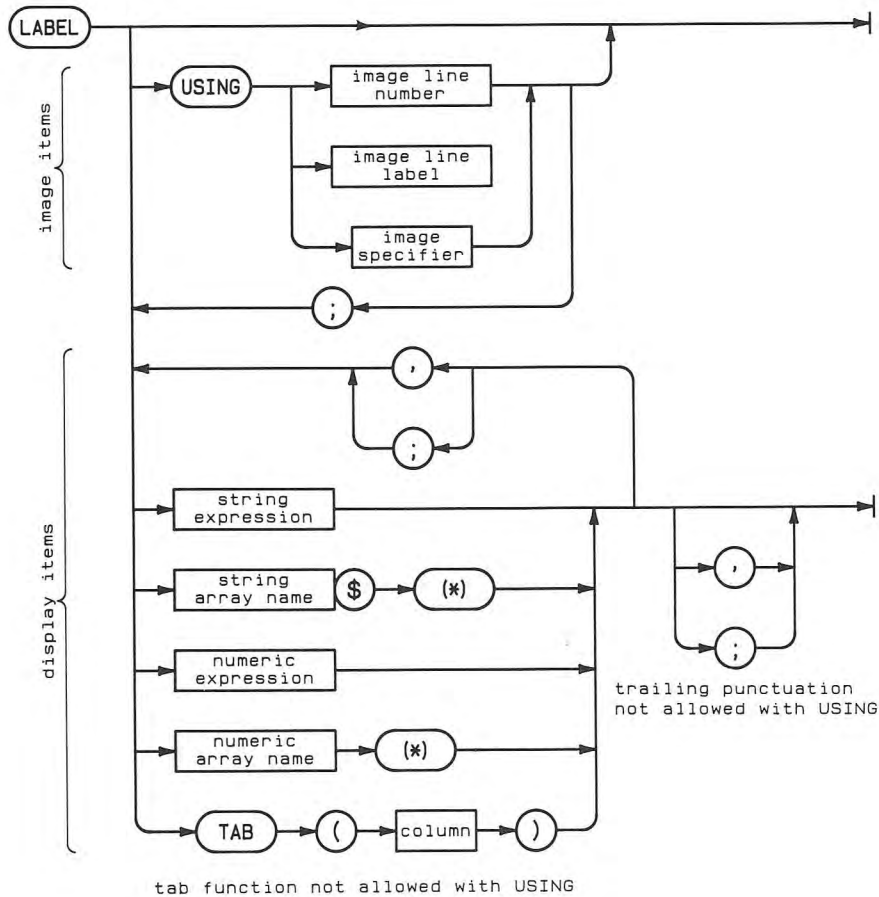 LABEL
USING
image line
number
image line
label
image
specifier
image items
;
,
;
string
expression
string
array name
$
(*)
numeric
expression
numeric
array name
(*)
TAB
(
column
)
display items
,
;
trailing punctuation
not allowed with USING
tab function not allowed with USING